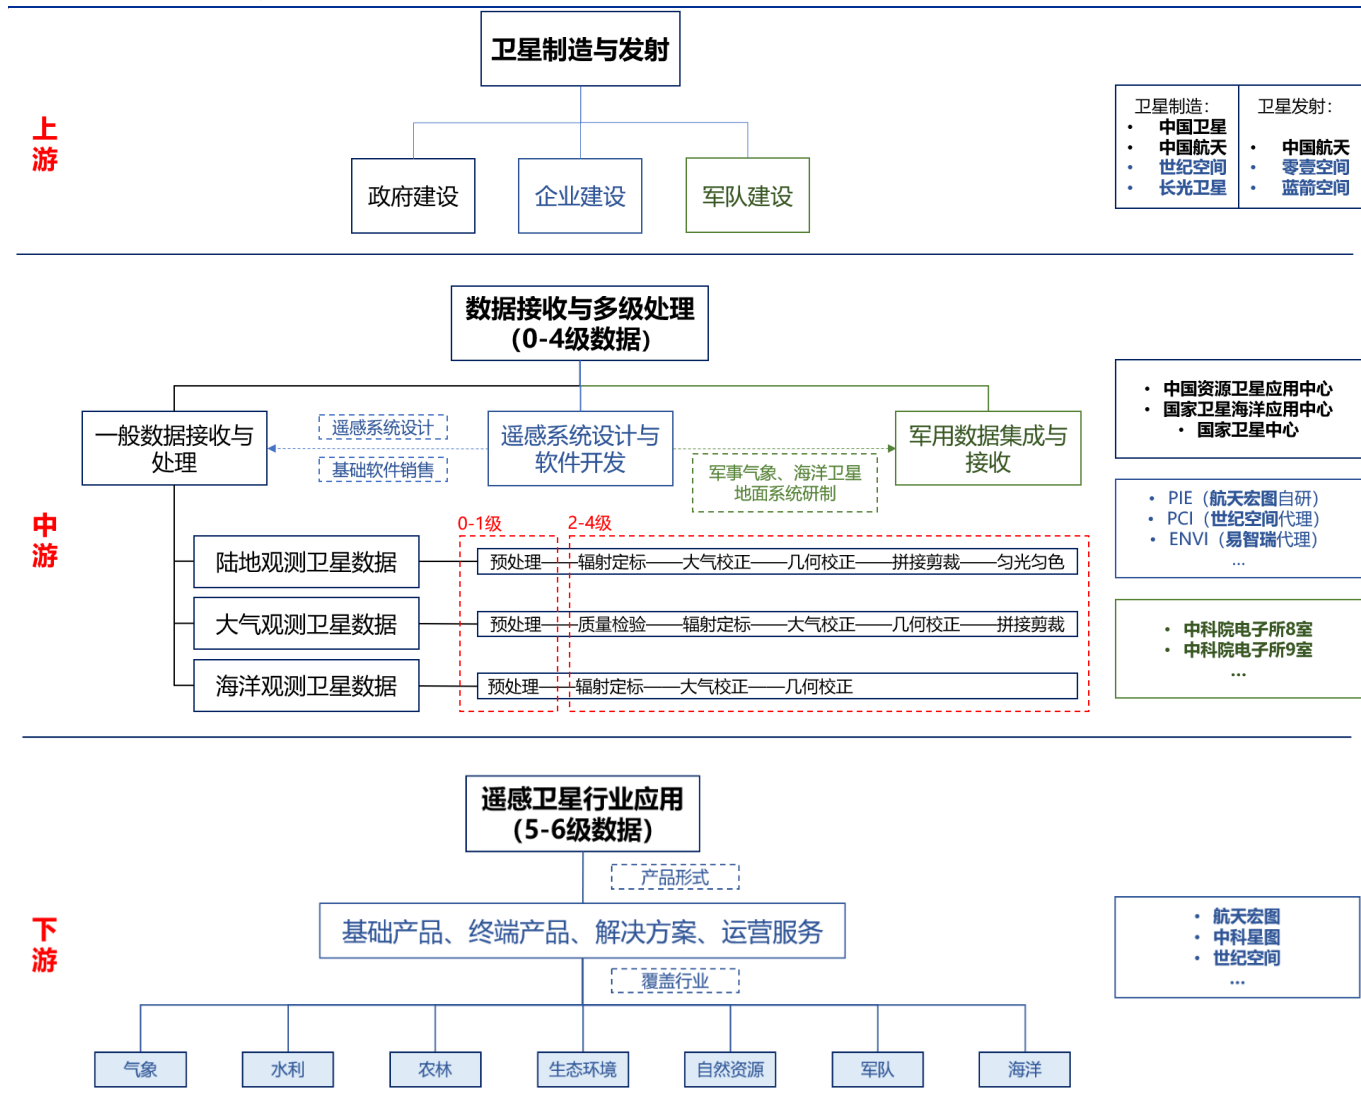 卫星制造与发射
上游
政府建设
企业建设
军队建设
卫星制造：
• 中国卫星
• 中国航天
• 世纪空间
• 长光卫星
卫星发射：
• 中国航天
• 零壹空间
• 蓝箭空间
数据接收与多级处理
（0-4级数据）
中游
一般数据接收与
处理
遥感系统设计
基础软件销售
遥感系统设计与
软件开发
军事气象、海洋卫星
地面系统研制
军用数据集成与
接收
0-1级
2-4级
陆地观测卫星数据
预处理——辐射定标——大气校正——几何校正——拼接剪裁——匀光匀色
大气观测卫星数据
预处理——质量检验——辐射定标——大气校正——几何校正——拼接剪裁
海洋观测卫星数据
预处理——辐射定标——大气校正——几何校正
• 中国资源卫星应用中心
• 国家卫星海洋应用中心
• 国家卫星中心
• PIE（航天宏图自研）
• PCI（世纪空间代理）
• ENVI（易智瑞代理）
...
• 中科院电子所8室
• 中科院电子所9室
...
遥感卫星行业应用
（5-6级数据）
下游
产品形式
基础产品、终端产品、解决方案、运营服务
覆盖行业
气象
水利
农林
生态环境
自然资源
军队
海洋
• 航天宏图
• 中科星图
• 世纪空间
...